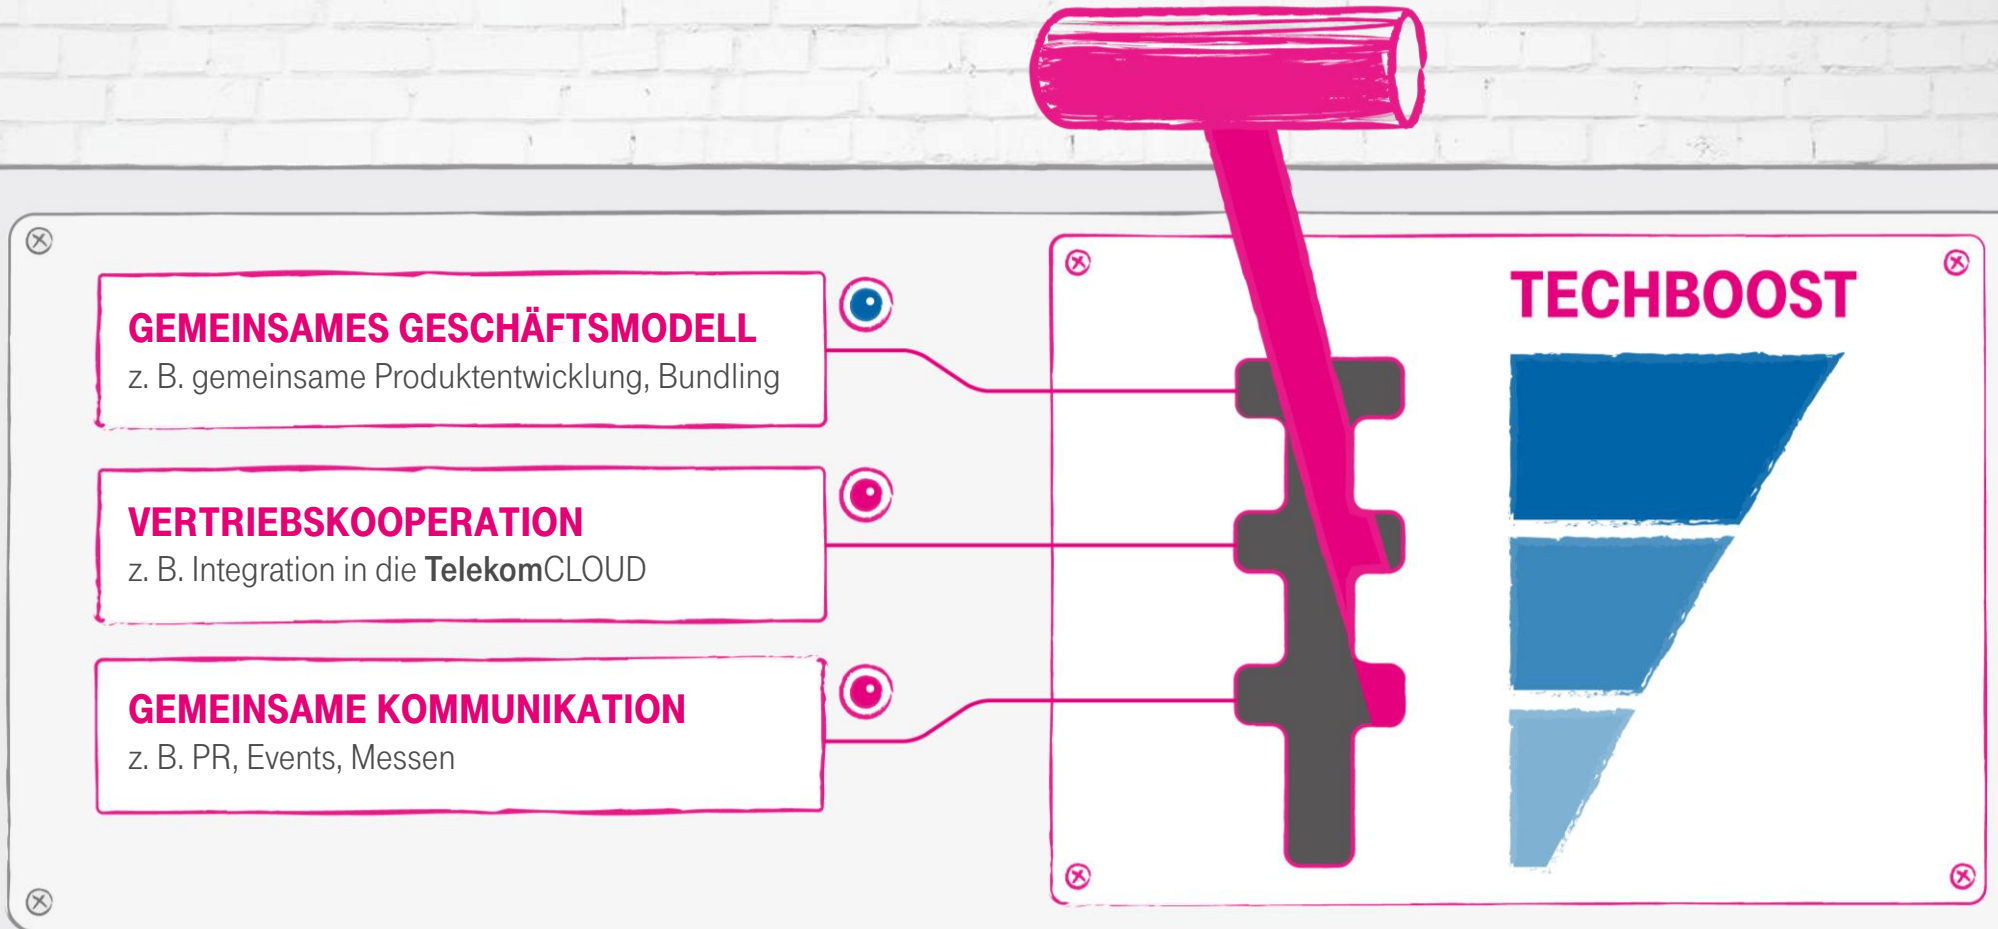 GEMEINSAMES GESCHÄFTSMODELL
z. B. gemeinsame Produktentwicklung, Bundling
VERTRIEBSKOOPERATION
z. B. Integration in die TelekomCLOUD
GEMEINSAME KOMMUNIKATION
z. B. PR, Events, Messen
TECHBOOST